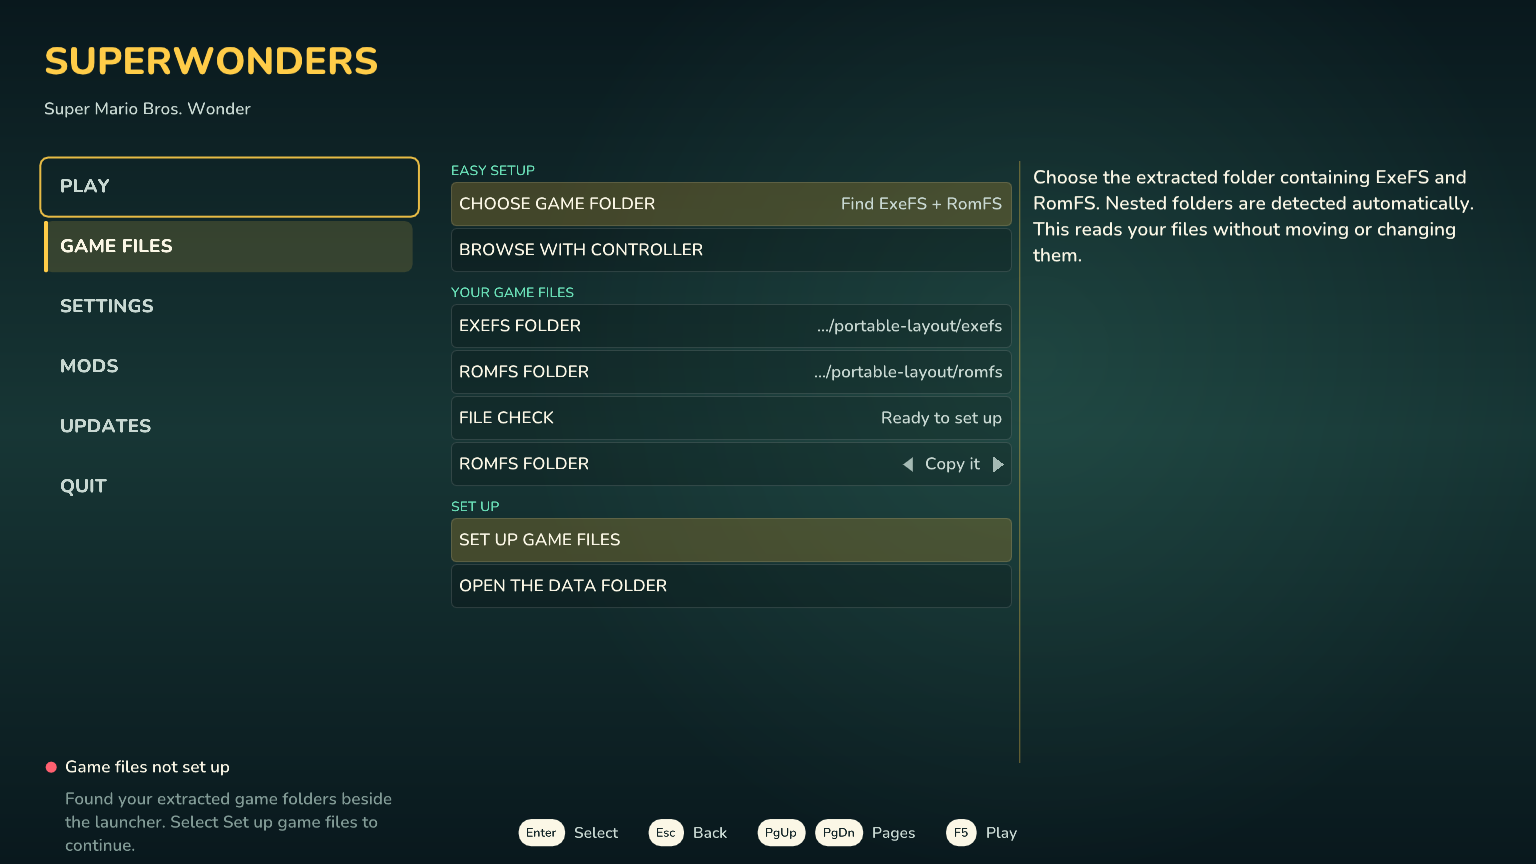 SUPERWONDERS
Super Mario Bros. Wonder
PLAY
GAME FILES
SETTINGS
MODS
UPDATES
QUIT
EASY SETUP
CHOOSE GAME FOLDER Find ExeFS + RomFS
BROWSE WITH CONTROLLER
YOUR GAME FILES
EXEFS FOLDER .../portable-layout/exefs
ROMFS FOLDER .../portable-layout/romfs
FILE CHECK Ready to set up
ROMFS FOLDER Copy it
SET UP
SET UP GAME FILES
OPEN THE DATA FOLDER
Choose the extracted folder containing ExeFS and
RomFS. Nested folders are detected automatically.
This reads your files without moving or changing
them.
Game files not set up
Found your extracted game folders beside
the launcher. Select Set up game files to
continue.
Enter Select Esc Back PgUp PgDn Pages F5 Play